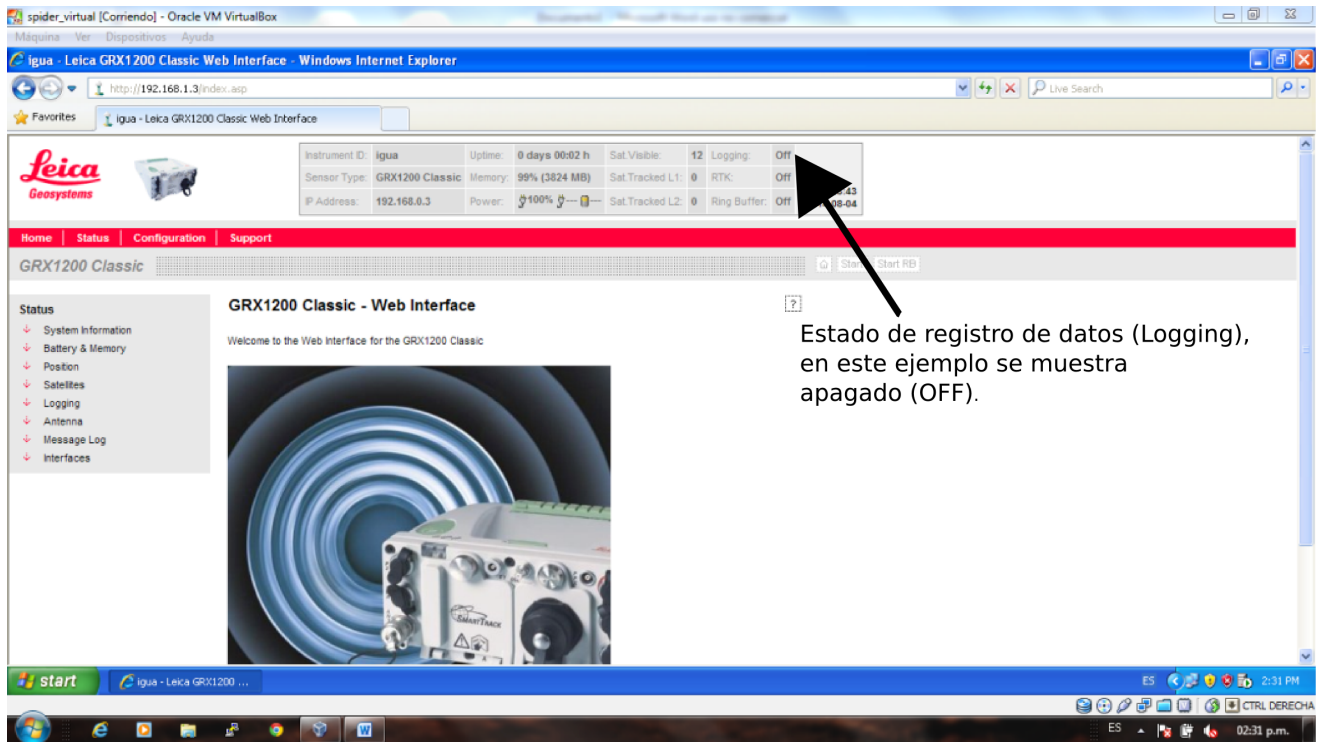 spider_virtual [Corriendo] - Oracle VM VirtualBox
Máquina Ver Dispositivos Ayuda
igua - Leica GRX1200 Classic Web Interface - Windows Internet Explorer
http://192.168.1.3/index.asp
Live Search
Favorites
igua - Leica GRX1200 Classic Web Interface
Leica
Geosystems
Instrument ID: igua Uptime: 0 days 00:02 h Sat.Visible: 12 Logging: Off
Sensor Type: GRX1200 Classic Memory: 99% (3824 MB) Sat.Tracked L1: 0 RTK: Off
IP Address: 192.168.0.3 Power: 100% --- --- Sat.Tracked L2: 0 Ring Buffer: Off
Home Status Configuration Support
GRX1200 Classic
Start RB
Status
System Information
Battery & Memory
Position
Satelites
Logging
Antenna
Message Log
Interfaces
GRX1200 Classic - Web Interface
?
Welcome to the Web Interface for the GRX1200 Classic
Estado de registro de datos (Logging),
en este ejemplo se muestra
apagado (OFF).
SMARTTRACK
start
igua - Leica GRX1200 ...
ES
2:31 PM
CTRL DERECHA
ES
02:31 p.m.